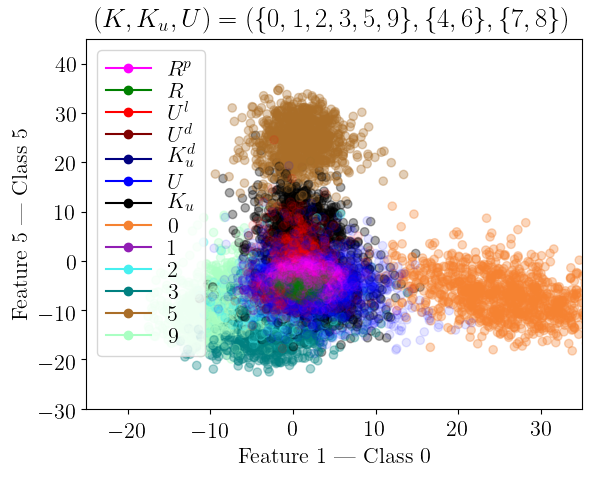 (K, K_u, U) = ({0, 1, 2, 3, 5, 9}, {4, 6}, {7, 8})
Feature 5 — Class 5
40
30
20
10
0
−10
−20
−30
R^p
R
U^l
U^d
K_u^d
U
K_u
0
1
2
3
5
9
−20
−10
0
10
20
30
Feature 1 — Class 0